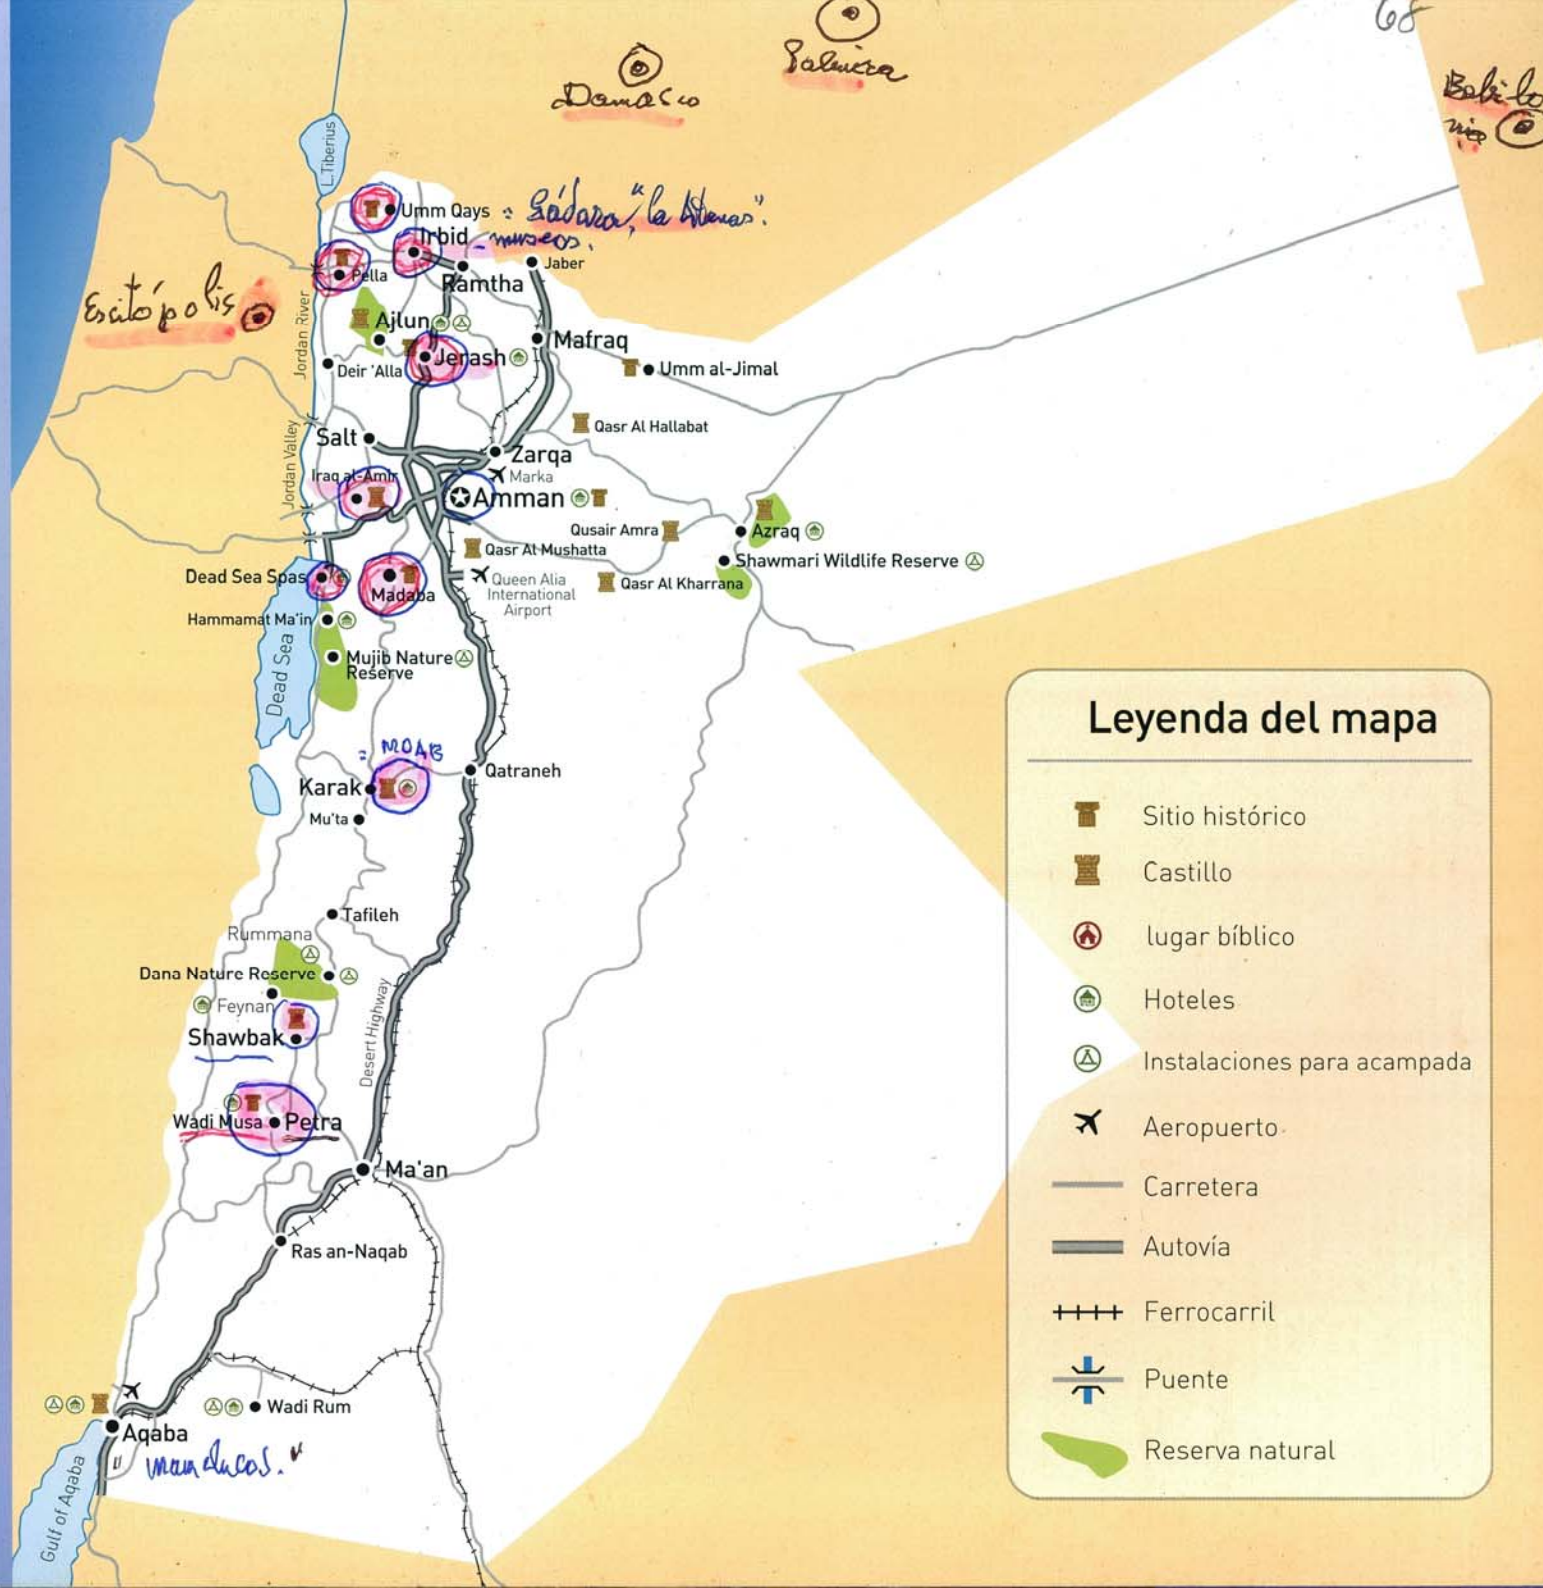 68
Palmira
Damasco
Babilo
nia
L.Tiberius
Umm Qays
: Gádara, "la Atenas".
Irbid
- museos.
Pella
Ramtha
Jaber
Escitópolis
Jordan River
Ajlun
Mafraq
Jerash
Deir 'Alla
Umm al-Jimal
Qasr Al Hallabat
Salt
Zarqa
Jordan Valley
Iraq al-Amir
Marka
Amman
Qusair Amra
Azraq
Qasr Al Mushatta
Shawmari Wildlife Reserve
Dead Sea Spas
Madaba
Queen Alia
International
Airport
Qasr Al Kharrana
Hammamat Ma'in
Dead Sea
Mujib Nature
Reserve
= MOAB
Karak
Qatraneh
Mu'ta
Tafileh
Rummana
Dana Nature Reserve
Feynan
Desert Highway
Shawbak
Wadi Musa
Petra
Ma'an
Ras an-Naqab
Wadi Rum
Aqaba
Gulf of Aqaba
Leyenda del mapa
Sitio histórico
Castillo
lugar bíblico
Hoteles
Instalaciones para acampada
Aeropuerto
Carretera
Autovía
Ferrocarril
Puente
Reserva natural